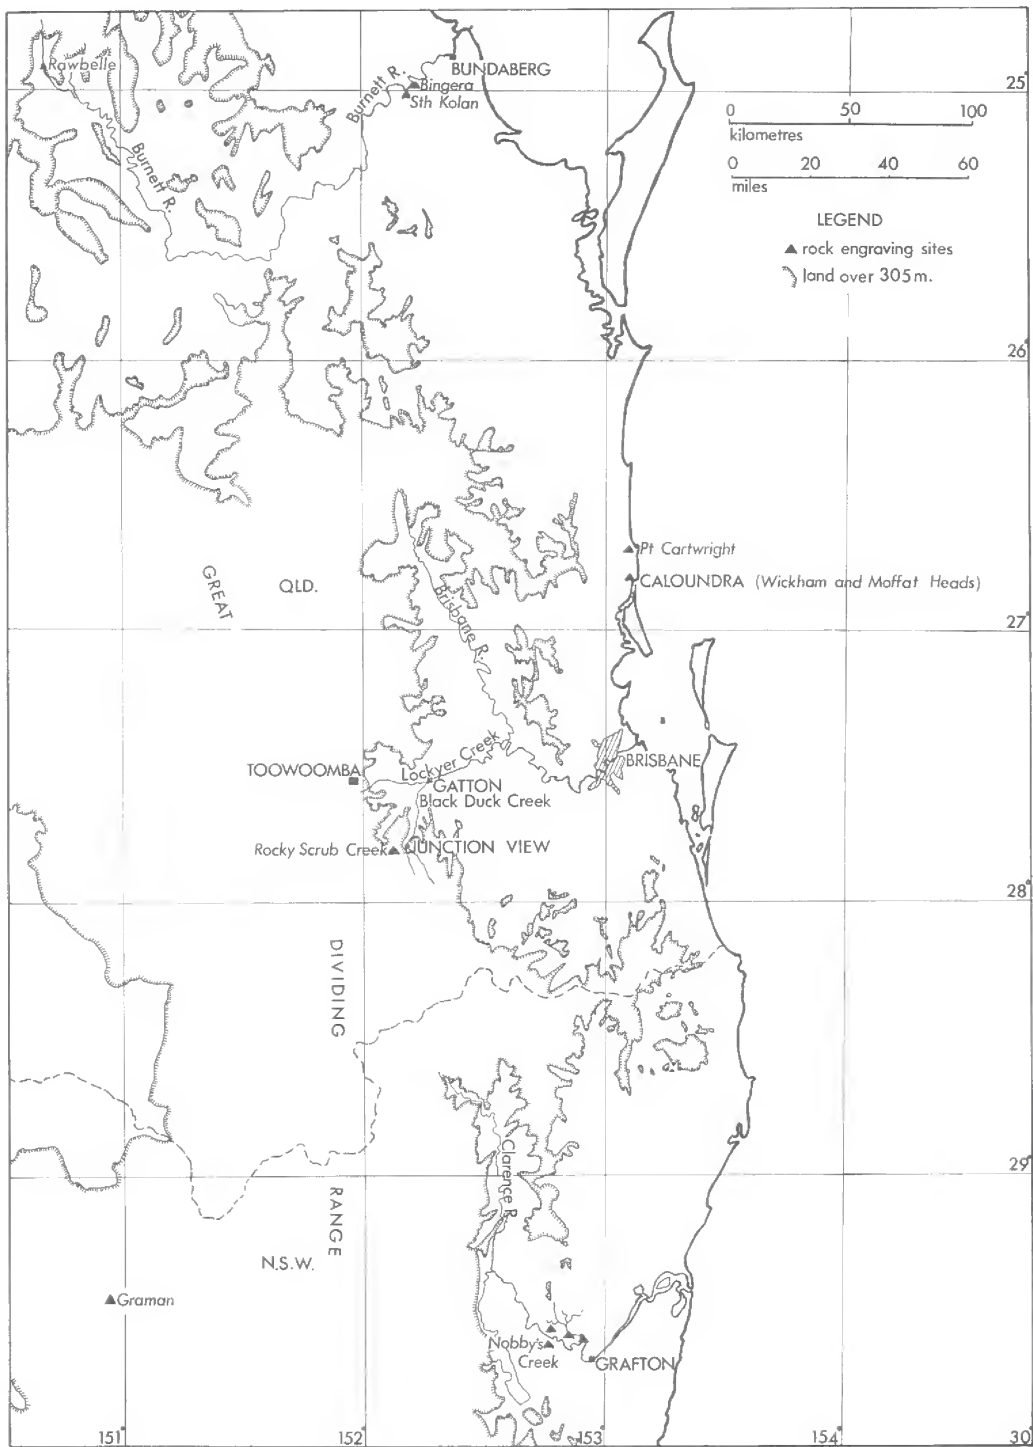 Rawbelle
Burnett R.
Burnett R.
BUNDABERG
Bingera
Sth Kolan
25°
0 50 100
kilometres
0 20 40 60
miles
LEGEND
rock engraving sites
land over 305m.
26°
Pt Cartwright
CALOUNDRA (Wickham and Moffat Heads)
GREAT
QLD.
Brisbane R.
27°
TOOWOOMBA
Lockyer Creek
GATTON
BRISBANE
Black Duck Creek
Rocky Scrub Creek
JUNCTION VIEW
28°
DIVIDING
Clarence R.
29°
RANGE
N.S.W.
Graman
Nobby's
Creek
GRAFTON
151° 152° 153° 154° 30°